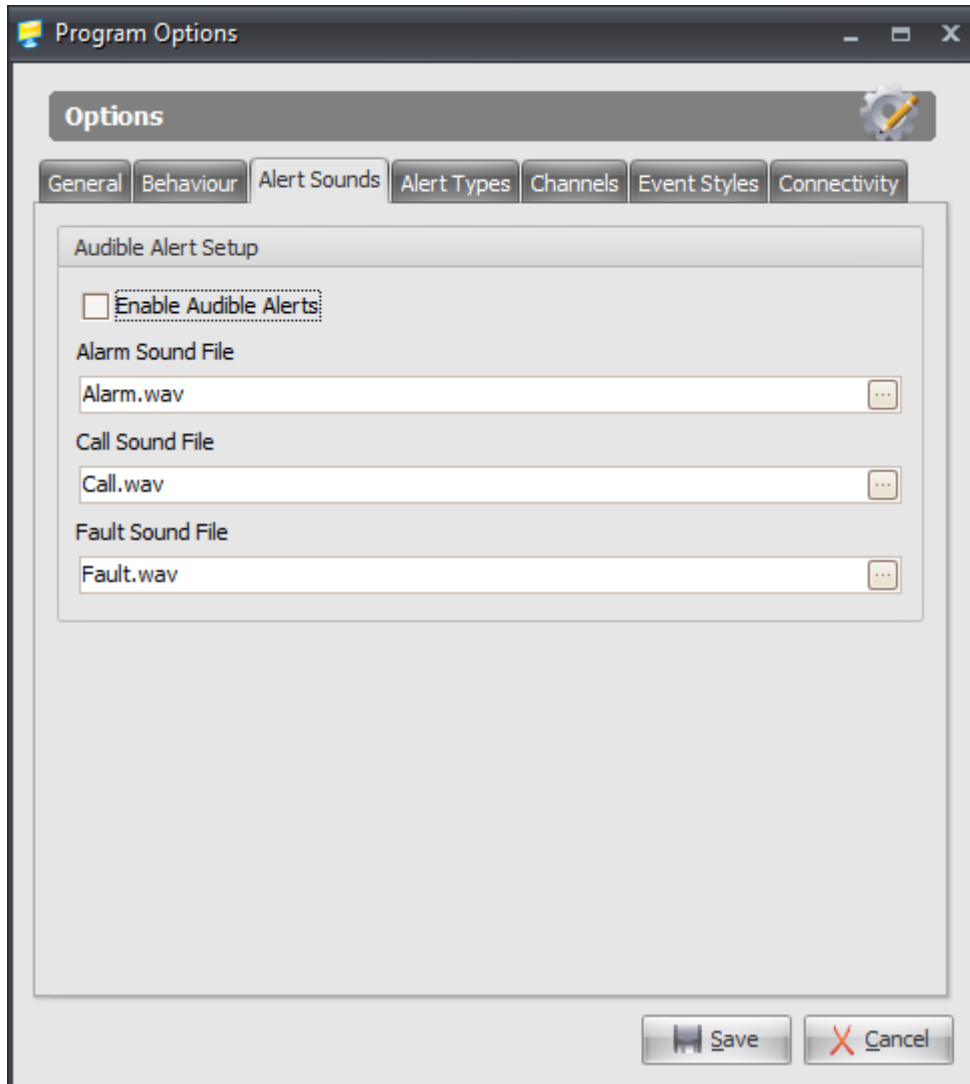 Program Options
Options
General Behaviour Alert Sounds Alert Types Channels Event Styles Connectivity
Audible Alert Setup
Enable Audible Alerts
Alarm Sound File
Alarm.wav
Call Sound File
Call.wav
Fault Sound File
Fault.wav
Save Cancel